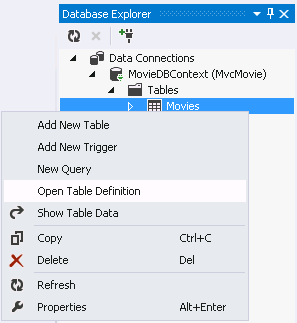 Database Explorer
Data Connections
MovieDBContext (MvcMovie)
Tables
Movies
Add New Table
Add New Trigger
New Query
Open Table Definition
Show Table Data
Copy Ctrl+C
Delete Del
Refresh
Properties Alt+Enter